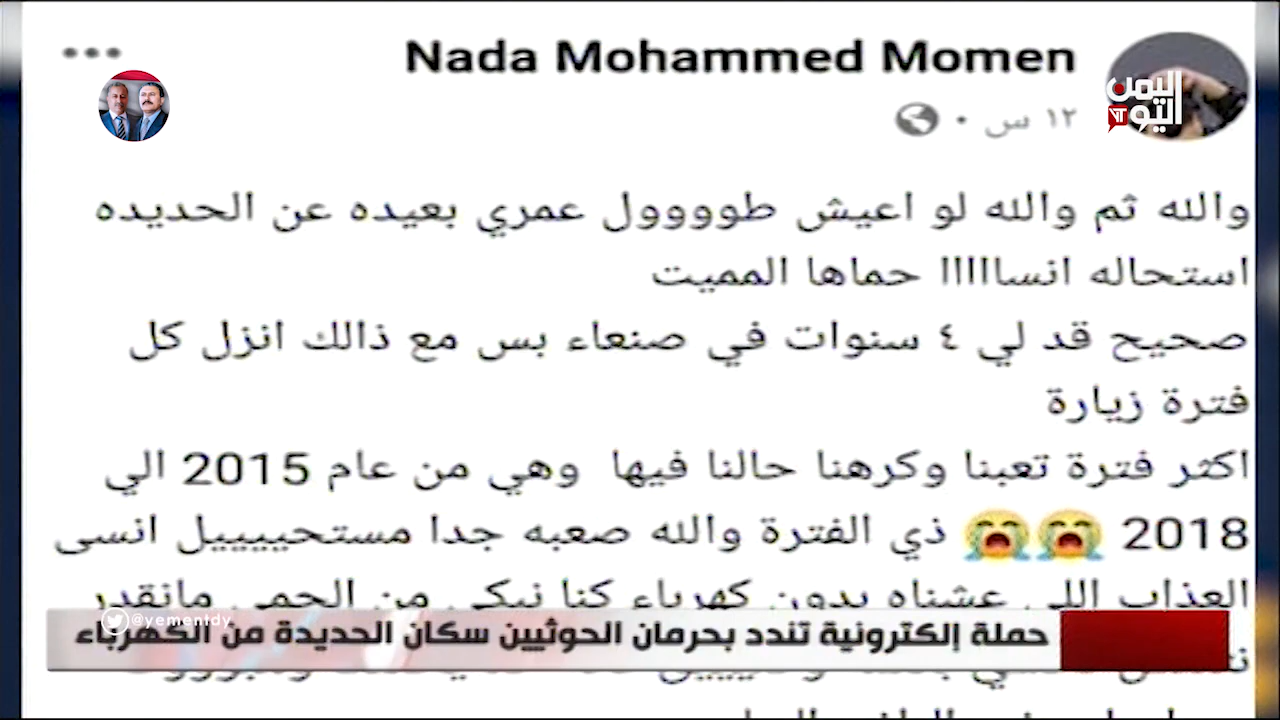 Nada Mohammed Momen
١٢ س
اليمن
اليوم
والله ثم والله لو اعيش طوووول عمري بعيده عن الحديده
استحاله انسااااا حماها المميت
صحيح قد لي ٤ سنوات في صنعاء بس مع ذالك انزل كل
فترة زيارة
اكثر فترة تعبنا وكرهنا حالنا فيها وهي من عام 2015 الي
2018 😭😭 ذي الفترة والله صعبه جدا مستحيييييل انسى
العذاب اللي عشناه بدون كهرباء كنا نبكي من الحمى مانقدر
@yementdy
حملة إلكترونية تندد بحرمان الحوثيين سكان الحديدة من الكهرباء